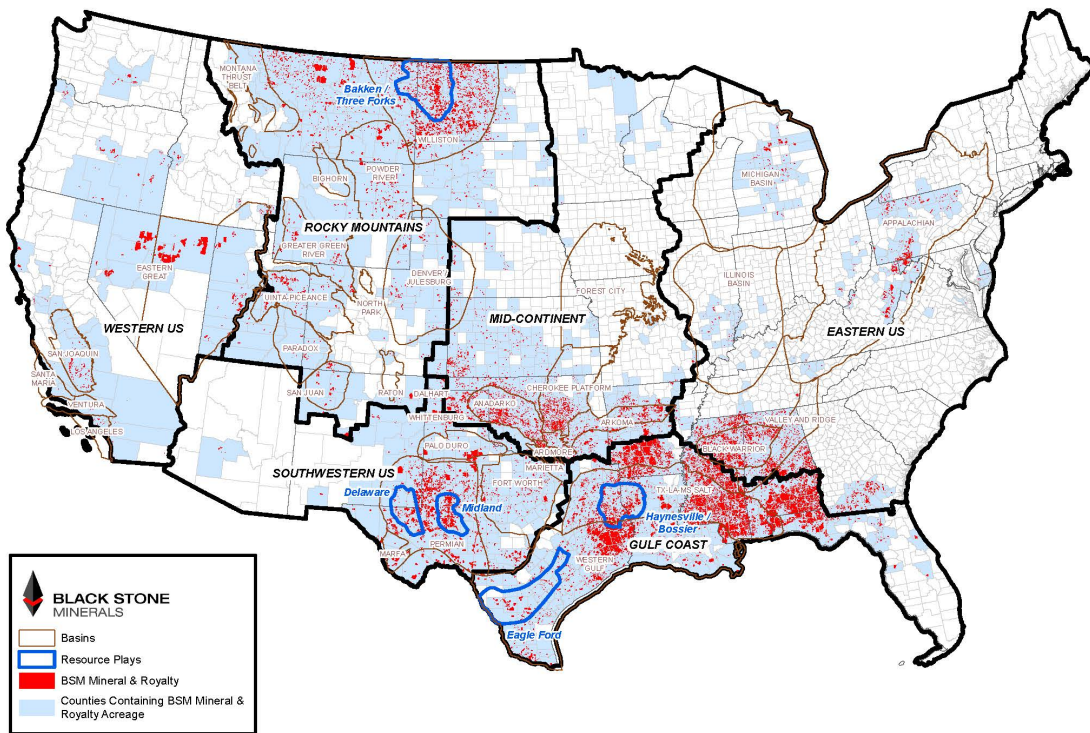 MONTANA
THRUST
BELT
Bakken /
Three Forks
WILLISTON
POWDER
RIVER
BIGHORN
ROCKY MOUNTAINS
GREATER GREEN
RIVER
EASTERN
GREAT
UINTA-PICEANCE
NORTH
PARK
DENVER
JULESBURG
WESTERN US
PARADOX
SAN JUAN
RATON
SAN JOAQUIN
SANTA
MARIA
VENTURA
LOS ANGELES
FOREST CITY
MID-CONTINENT
MICHIGAN
BASIN
ILLINOIS
BASIN
APPALACHIAN
EASTERN US
DALHART
WHITTENBURG
ANADARKO
CHEROKEE PLATFORM
ARKOMA
ARDMORE
MARIETTA
PALO DURO
VALLEY AND RIDGE
BLACK WARRIOR
SOUTHWESTERN US
Delaware
Midland
FORT WORTH
TX-LA-MS SALT
Haynesville /
Bossier
GULF COAST
PERMIAN
MARFA
WESTERN
GULF
Eagle Ford
BLACK STONE
MINERALS
Basins
Resource Plays
BSM Mineral & Royalty
Counties Containing BSM Mineral &
Royalty Acreage